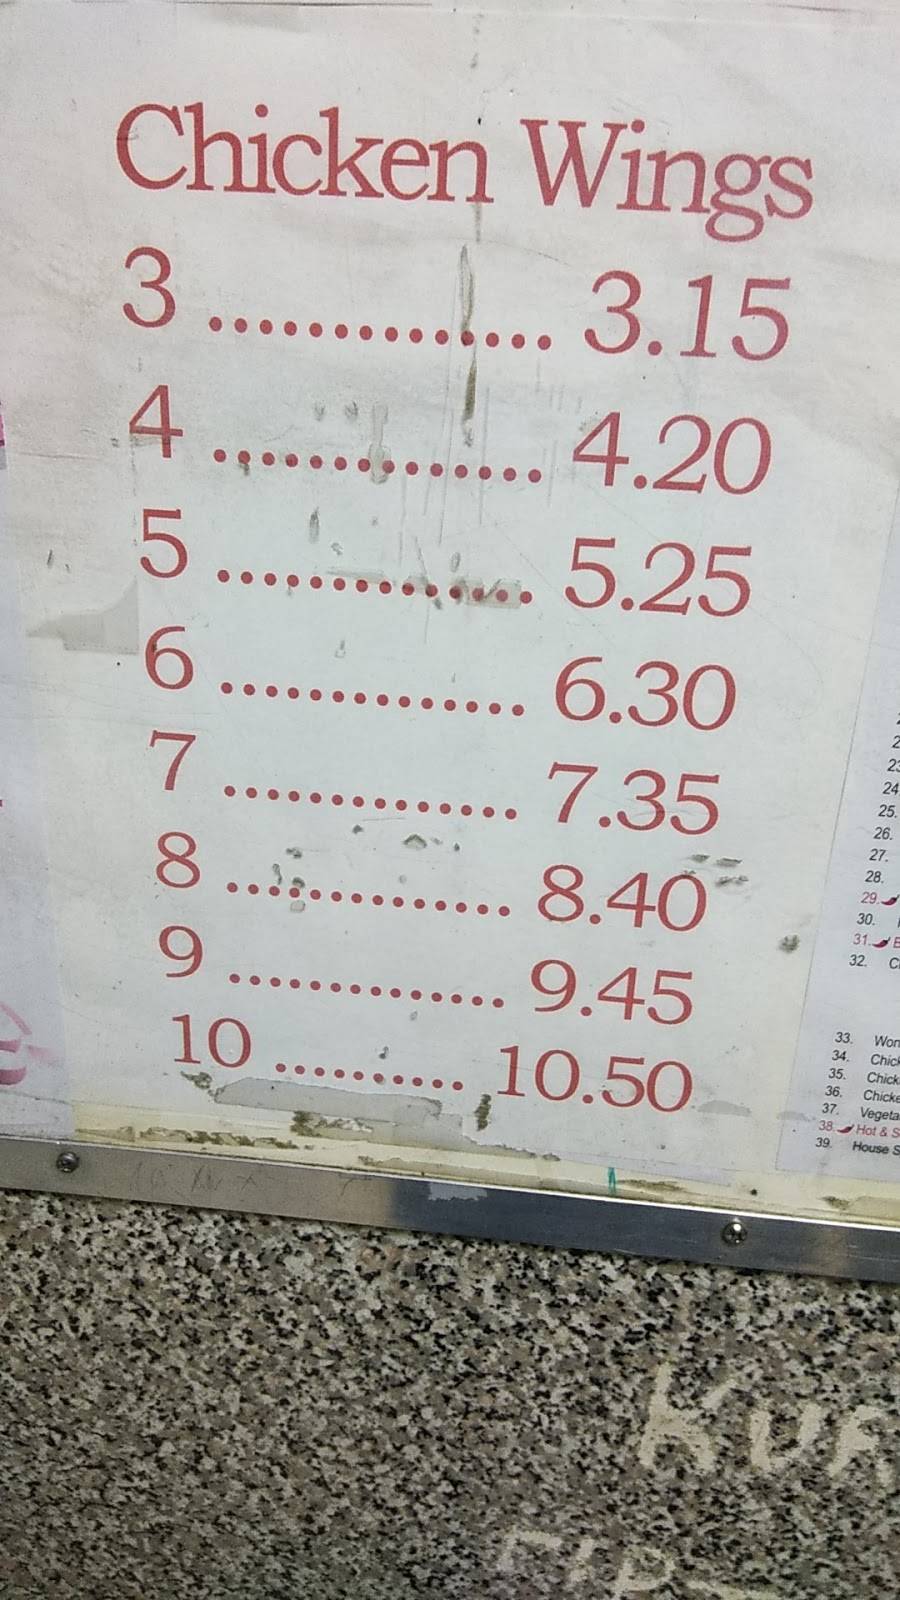 Chicken Wings
3 .............. 3.15
4 .............. 4.20
5 .............. 5.25
6 .............. 6.30
7 .............. 7.35
8 .............. 8.40
9 .............. 9.45
10 .......... 10.50
24
25.
26.
27.
28.
29.
30.
31.
32.
33.
34.
35.
36.
37.
38. Hot &
39. House